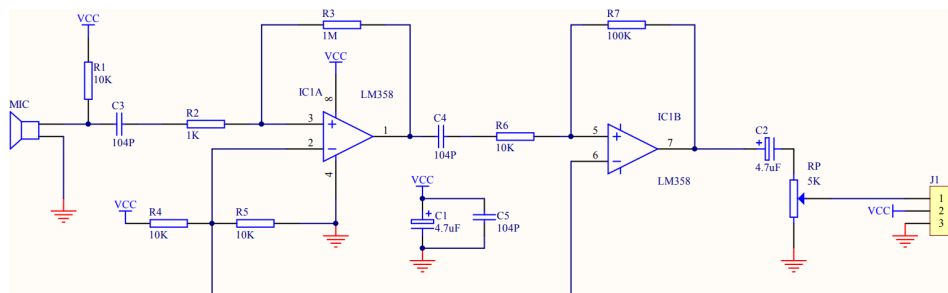 VCC
R1
10K
MIC
C3
104P
R2
1K
R3
1M
VCC
IC1A
LM358
8
3
2
1
4
C4
104P
R6
10K
R7
100K
IC1B
5
6
7
LM358
C2
4.7uF
RP
5K
J1
1
2
3
VCC
VCC
R4
10K
R5
10K
VCC
C1
4.7uF
C5
104P